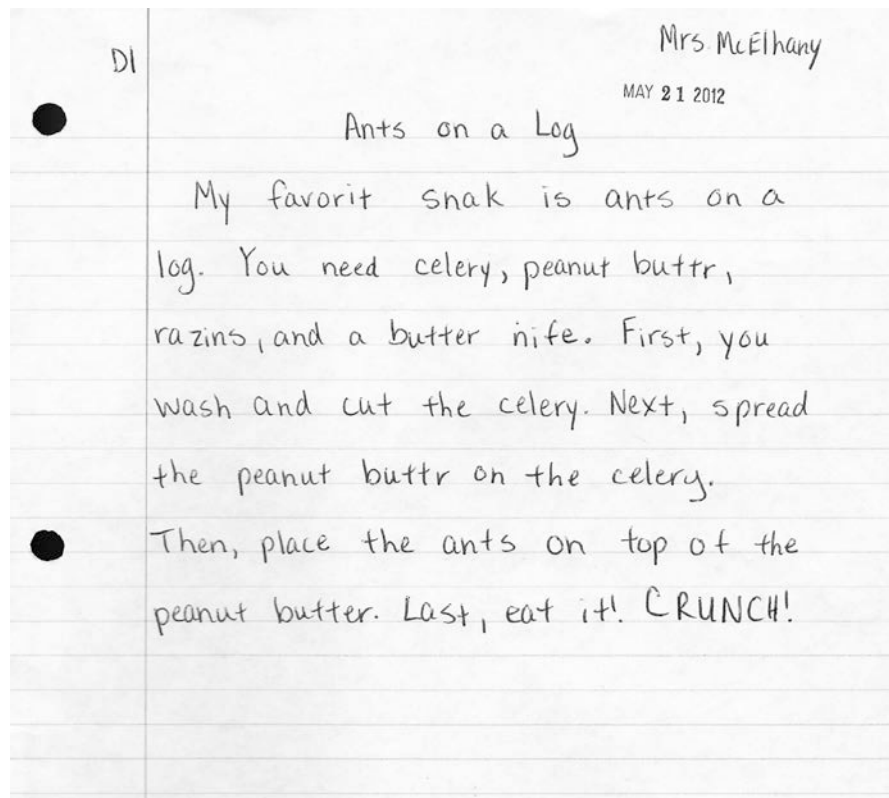 Mrs. McElhany
D1
MAY 21 2012
Ants on a Log
My favorit snak is ants on a
log. You need celery, peanut buttr,
razins, and a butter nife. First, you
wash and cut the celery. Next, spread
the peanut buttr on the celery.
Then, place the ants on top of the
peanut butter. Last, eat it! CRUNCH!